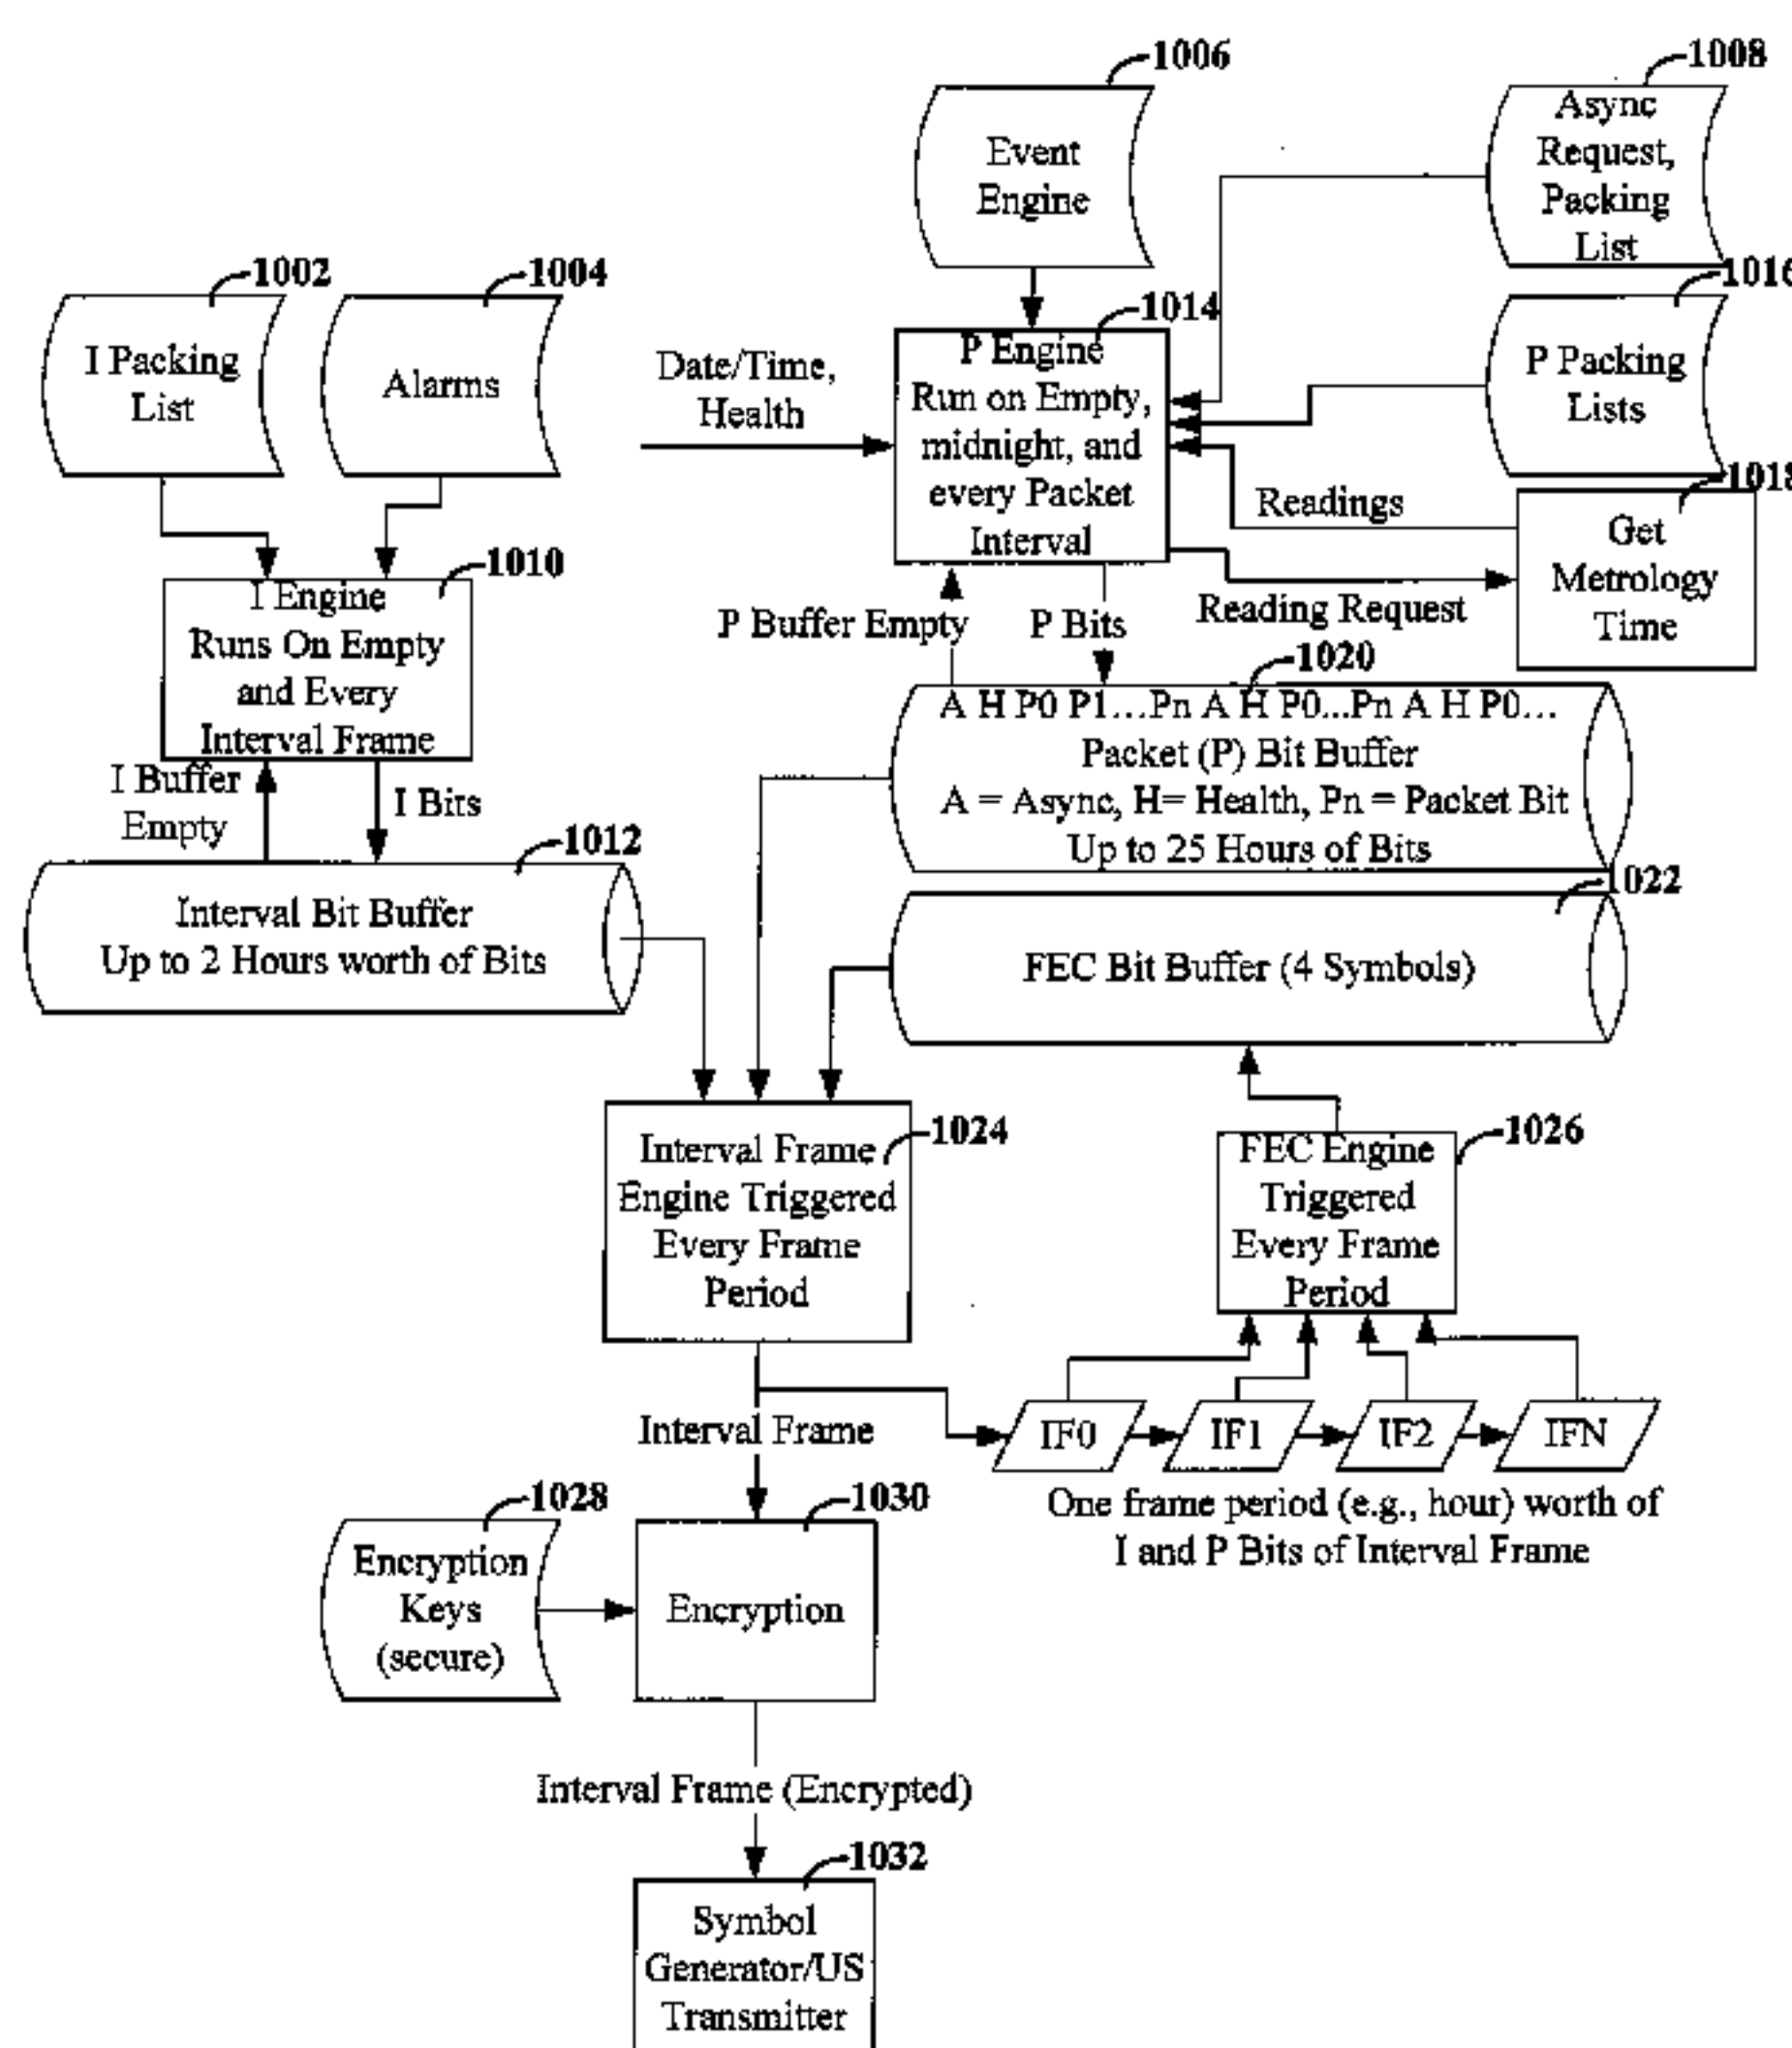 1006
1008
Event
Engine
Async
Request,
Packing
List
1002
1004
1014
1016
I Packing
List
Alarms
Date/Time,
Health
P Engine
Run on Empty,
midnight, and
every Packet
Interval
P Packing
Lists
1018
Readings
Get
Metrology
Time
1010
I Engine
Runs On Empty
and Every
Interval Frame
P Buffer Empty
P Bits
Reading Request
1020
A H P0 P1...Pn A H P0...Pn A H P0...
Packet (P) Bit Buffer
A = Async, H= Health, Pn = Packet Bit
Up to 25 Hours of Bits
I Buffer
Empty
I Bits
1012
Interval Bit Buffer
Up to 2 Hours worth of Bits
1022
FEC Bit Buffer (4 Symbols)
1024
Interval Frame
Engine Triggered
Every Frame
Period
1026
FEC Engine
Triggered
Every Frame
Period
Interval Frame
IF0
IF1
IF2
IFN
One frame period (e.g., hour) worth of
I and P Bits of Interval Frame
1028
1030
Encryption
Keys
(secure)
Encryption
Interval Frame (Encrypted)
1032
Symbol
Generator/US
Transmitter